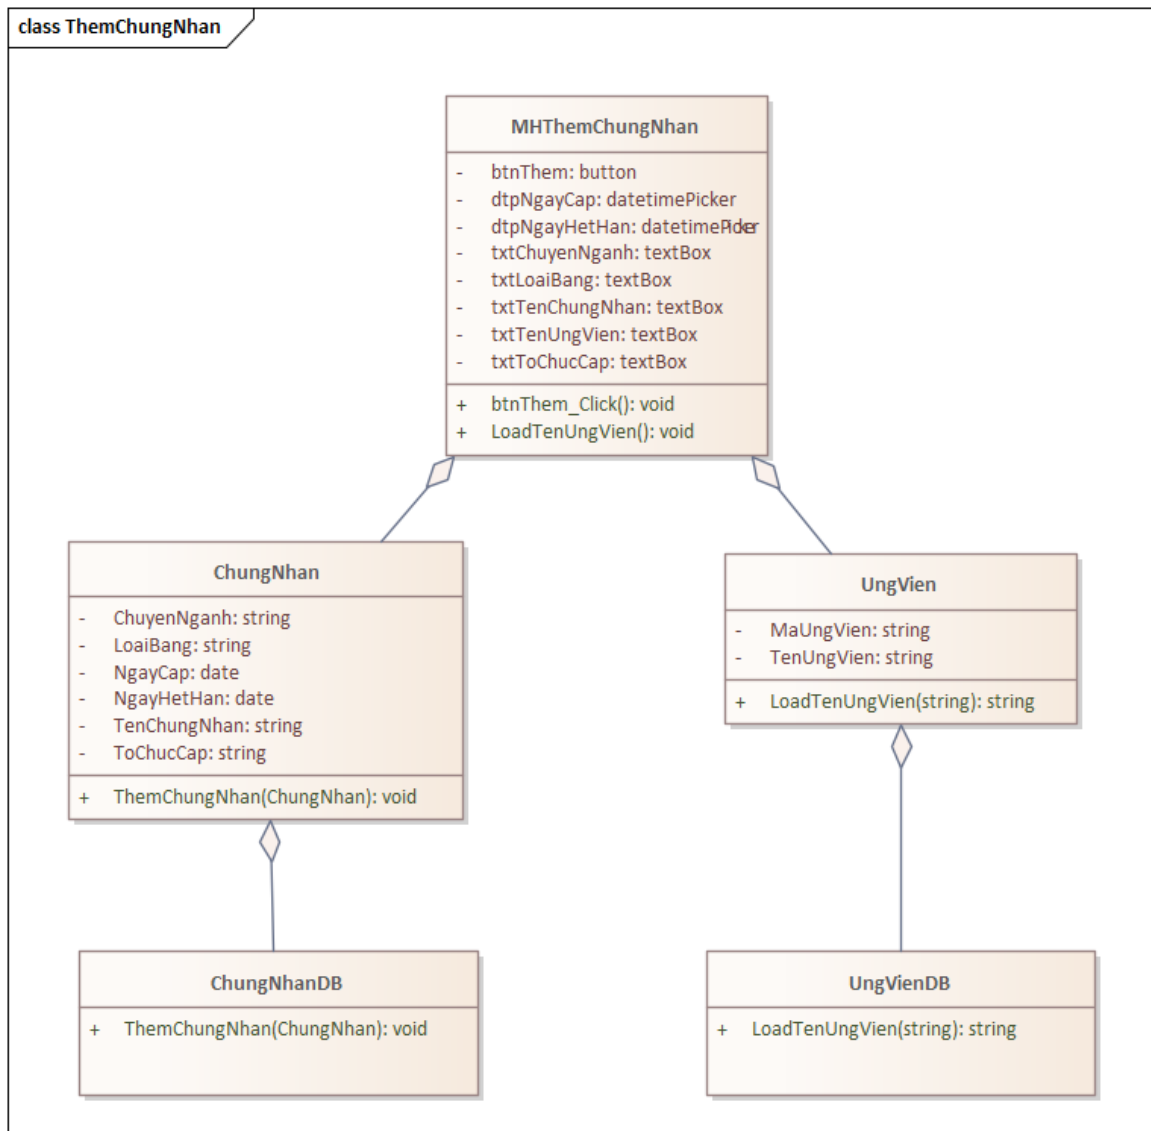 class ThemChungNhan
MHThemChungNhan
- btnThem: button
- dtpNgayCap: datetimePicker
- dtpNgayHetHan: datetimePicker
- txtChuyenNganh: textBox
- txtLoaiBang: textBox
- txtTenChungNhan: textBox
- txtTenUngVien: textBox
- txtToChucCap: textBox
+ btnThem_Click(): void
+ LoadTenUngVien(): void
ChungNhan
- ChuyenNganh: string
- LoaiBang: string
- NgayCap: date
- NgayHetHan: date
- TenChungNhan: string
- ToChucCap: string
+ ThemChungNhan(ChungNhan): void
UngVien
- MaUngVien: string
- TenUngVien: string
+ LoadTenUngVien(string): string
ChungNhanDB
+ ThemChungNhan(ChungNhan): void
UngVienDB
+ LoadTenUngVien(string): string